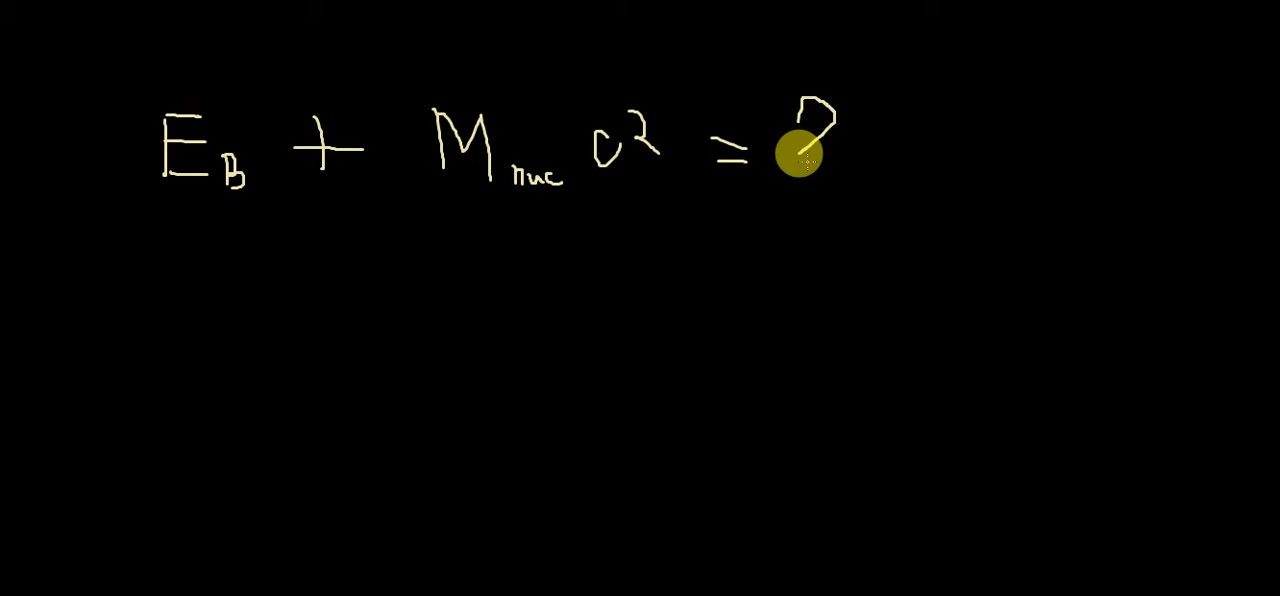 E_B + M_nuc c² = ?